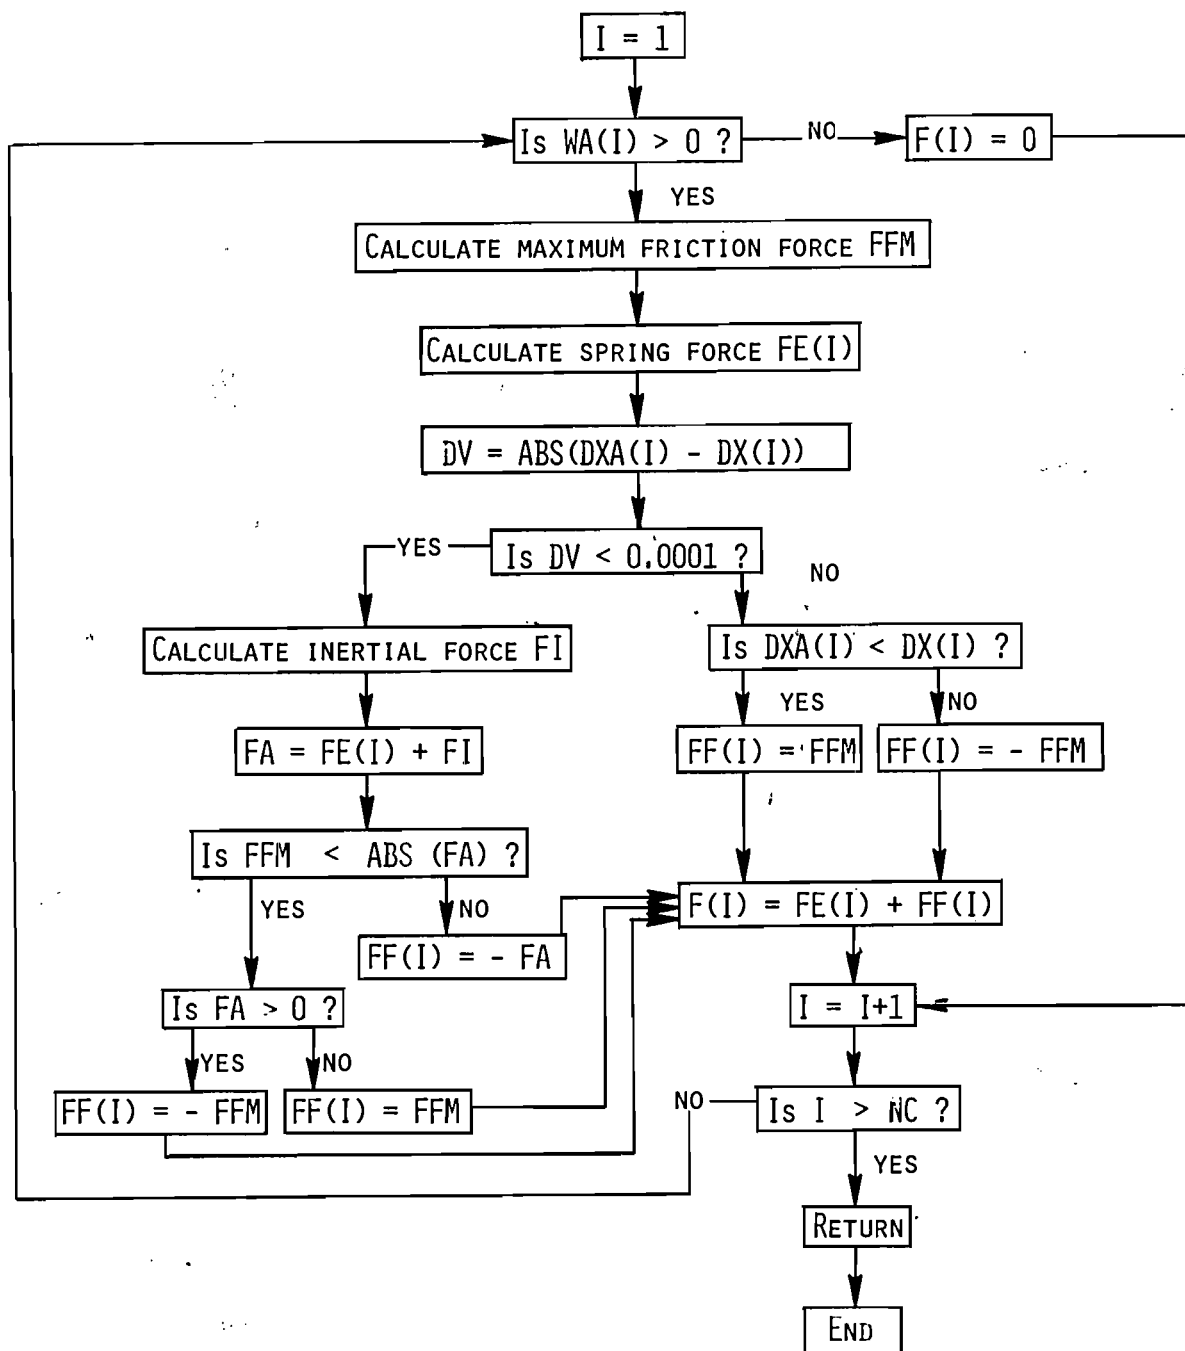 I = 1
Is WA(I) > 0 ?
NO
F(I) = 0
YES
CALCULATE MAXIMUM FRICTION FORCE FFM
CALCULATE SPRING FORCE FE(I)
DV = ABS(DXA(I) - DX(I))
YES
Is DV < 0.0001 ?
NO
CALCULATE INERTIAL FORCE FI
Is DXA(I) < DX(I) ?
YES
NO
FA = FE(I) + FI
FF(I) = FFM
FF(I) = - FFM
Is FFM < ABS (FA) ?
YES
NO
F(I) = FE(I) + FF(I)
FF(I) = - FA
Is FA > 0 ?
I = I+1
YES
NO
FF(I) = - FFM
FF(I) = FFM
NO
Is I > NC ?
YES
RETURN
END